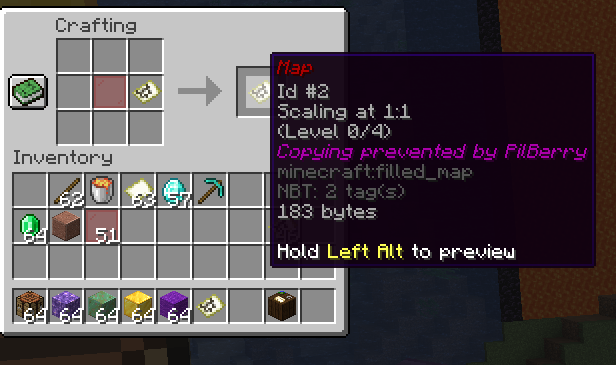 Crafting
Map
Id #2
Scaling at 1:1
(Level 0/4)
Copying prevented by PilBerry
minecraft:filled_map
NBT: 2 tag(s)
183 bytes
Hold Left Alt to preview
Inventory
62
63
57
64
51
64
64
64
64
64